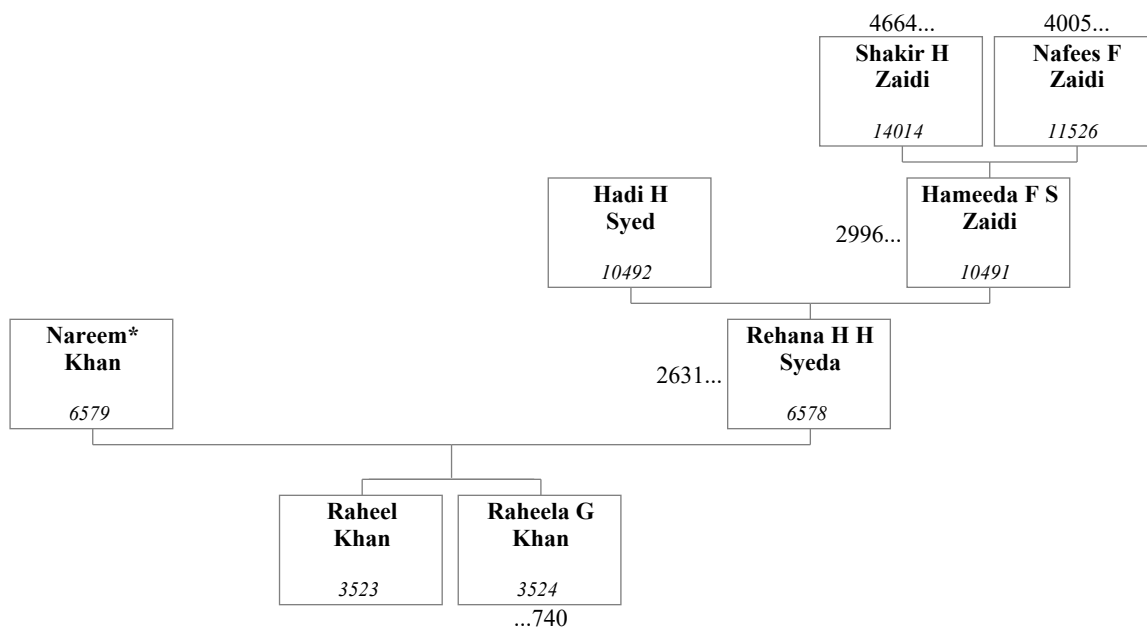 4664...
4005...
Shakir H
Zaidi
14014
Nafees F
Zaidi
11526
Hadi H
Syed
10492
2996...
Hameeda F S
Zaidi
10491
Nareem*
Khan
6579
2631...
Rehana H H
Syeda
6578
Raheel
Khan
3523
Raheela G
Khan
3524
...740